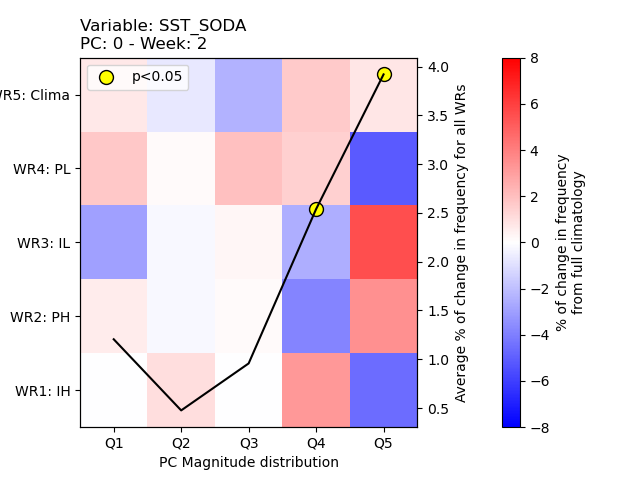 Variable: SST_SODA
PC: 0 - Week: 2
p<0.05
R5: Clima
WR4: PL
WR3: IL
WR2: PH
WR1: IH
Q1 Q2 Q3 Q4 Q5
PC Magnitude distribution
4.0
3.5
3.0
2.5
2.0
1.5
1.0
0.5
Average % of change in frequency for all WRs
8
6
4
2
0
−2
−4
−6
−8
% of change in frequency
from full climatology